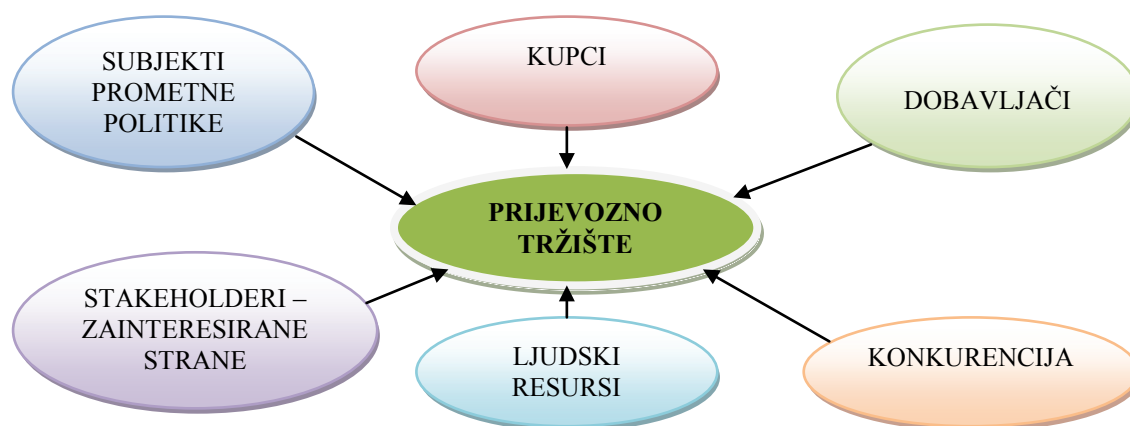 SUBJEKTI
PROMETNE
POLITIKE
KUPCI
DOBAVLJAČI
PRIJEVOZNO
TRŽIŠTE
STAKEHOLDERI –
ZAINTERESIRANE
STRANE
LJUDSKI
RESURSI
KONKURENCIJA